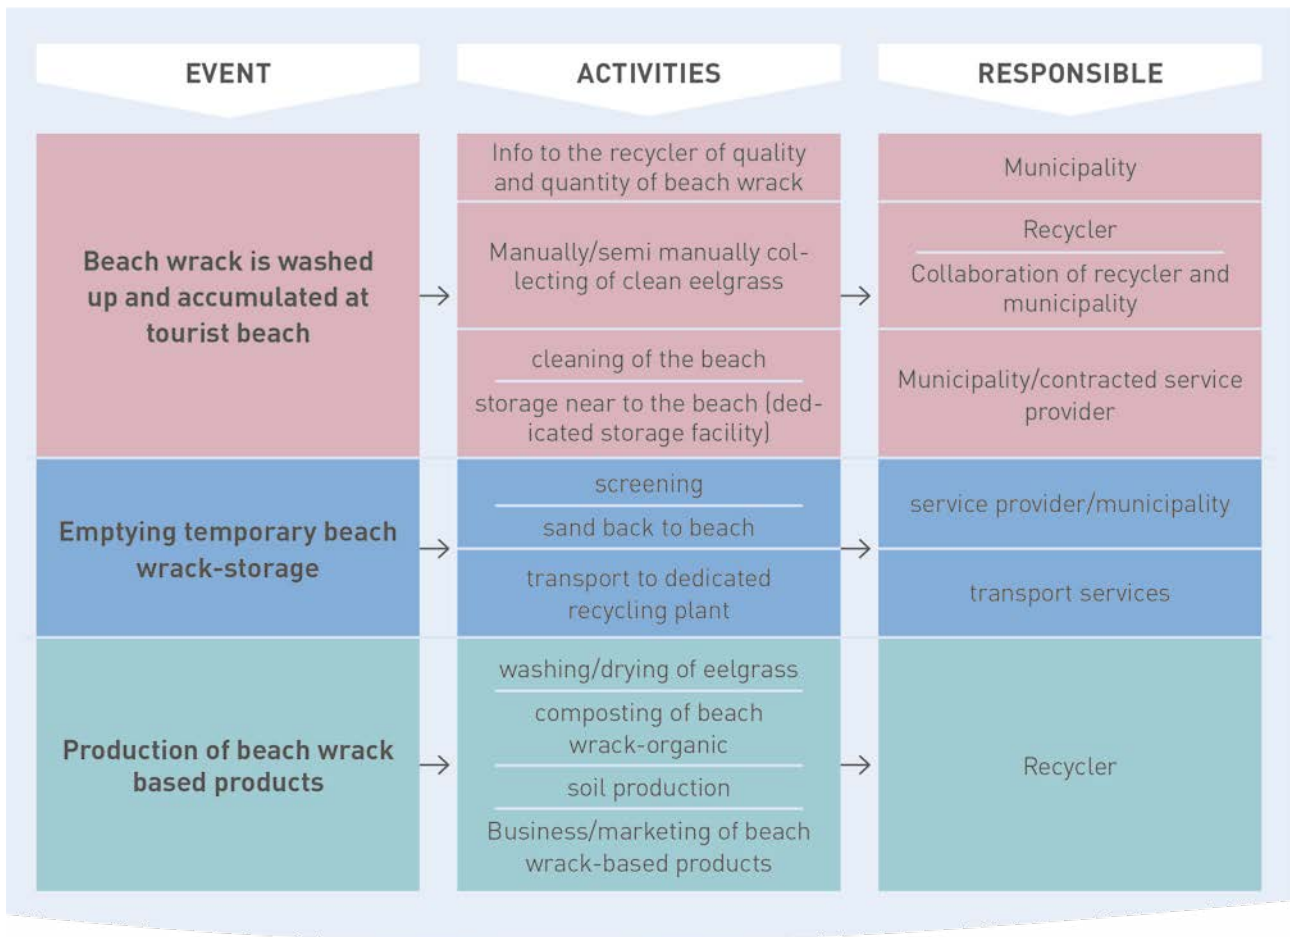 EVENT
ACTIVITIES
RESPONSIBLE
Beach wrack is washed
up and accumulated at
tourist beach
Info to the recycler of quality
and quantity of beach wrack
Municipality
Manually/semi manually col-
lecting of clean eelgrass
Recycler
Collaboration of recycler and
municipality
cleaning of the beach
storage near to the beach (ded-
icated storage facility)
Municipality/contracted service
provider
Emptying temporary beach
wrack-storage
screening
sand back to beach
service provider/municipality
transport to dedicated
recycling plant
transport services
Production of beach wrack
based products
washing/drying of eelgrass
composting of beach
wrack-organic
soil production
Business/marketing of beach
wrack-based products
Recycler